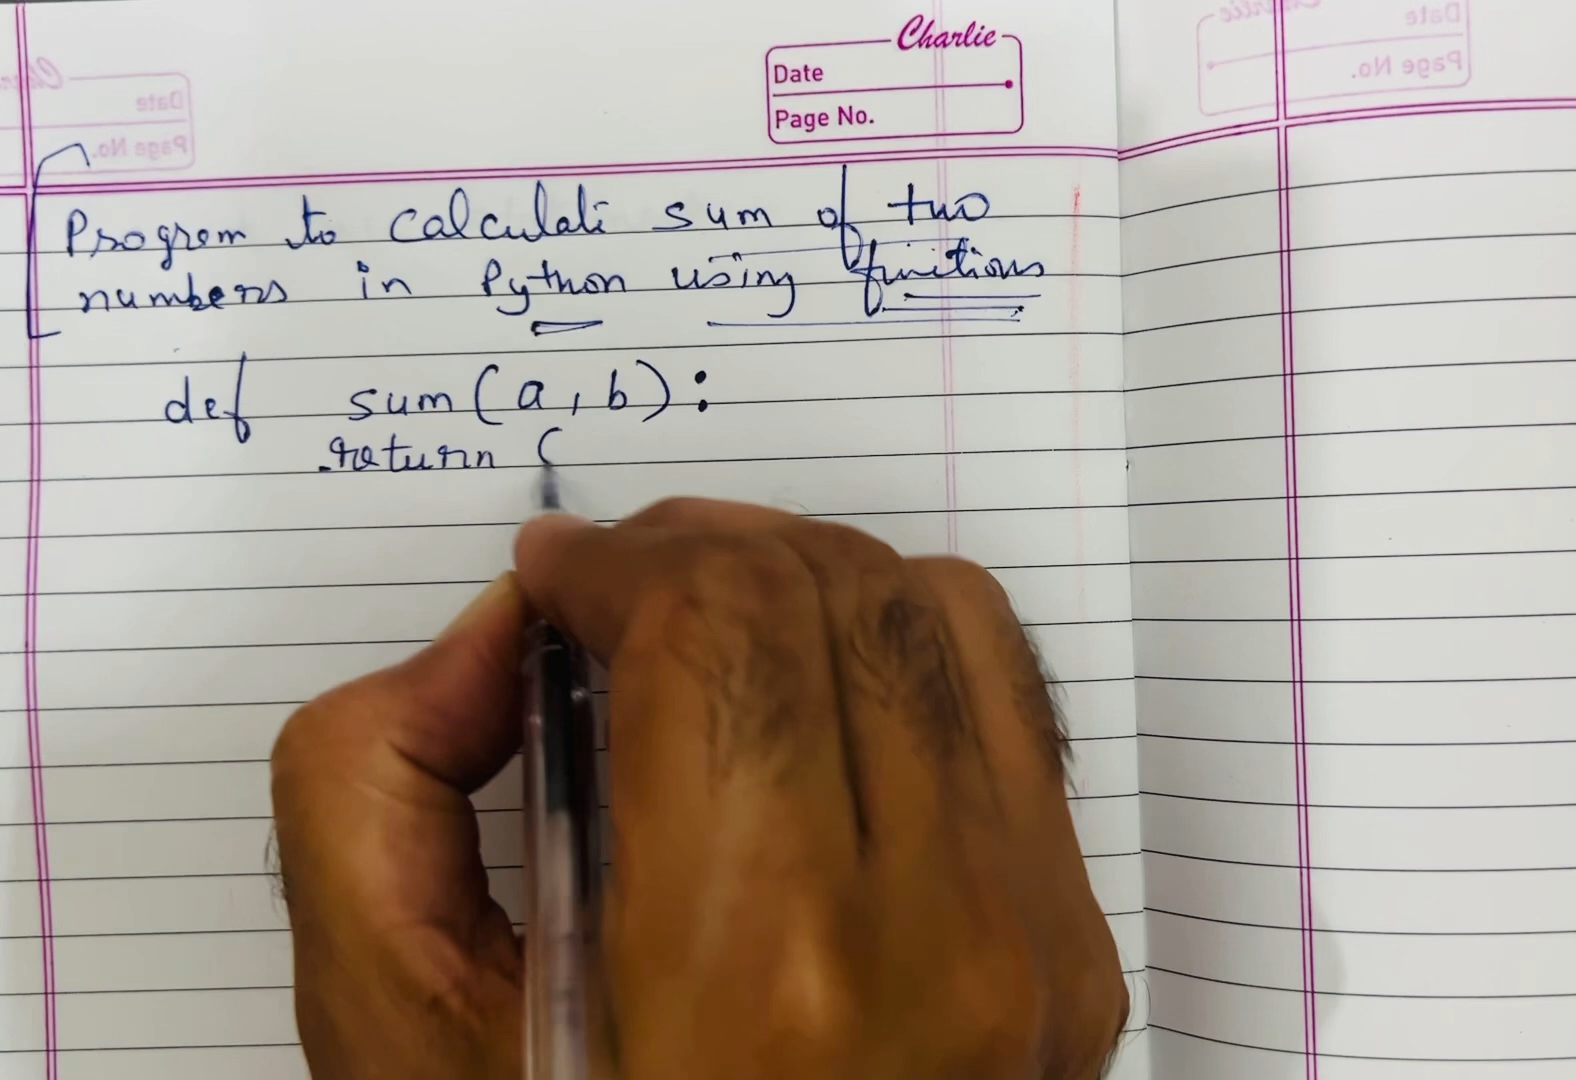 Charlie
Date
Page No.
Program to calculate sum of two
numbers in Python using functions
def sum(a,b):
return (